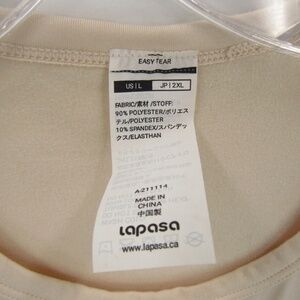 EASY TEAR
US | L JP | 2XL
FABRIC/素材 /STOFF:
90% POLYESTER/ポリエス
テル/POLYESTER
10% SPANDEX/スパンデッ
クス/ELASTHAN
A-211114
MADE IN
CHINA
中国製
Lapasa
www.lapasa.ca